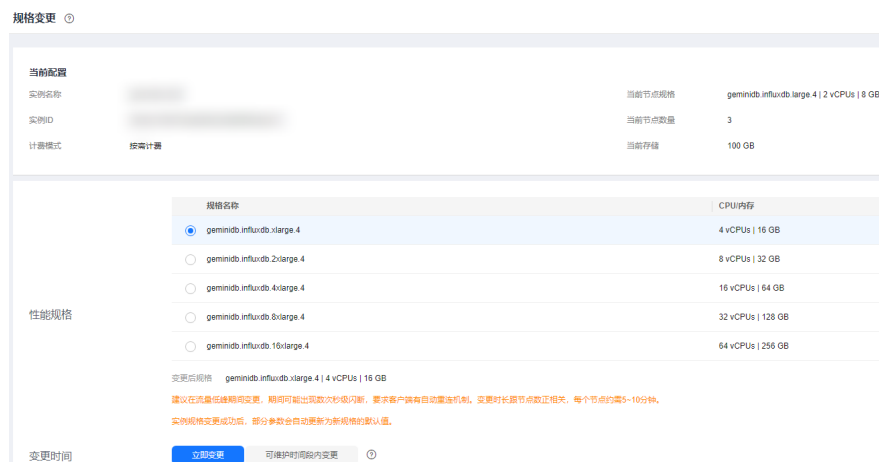 规格变更
当前配置
实例名称
当前节点规格 geminidb.influxdb.large.4 | 2 vCPUs | 8 GB
实例ID
当前节点数量 3
计费模式 按需计费
当前存储 100 GB
规格名称 CPU/内存
geminidb.influxdb.xlarge.4 4 vCPUs | 16 GB
geminidb.influxdb.2xlarge.4 8 vCPUs | 32 GB
geminidb.influxdb.4xlarge.4 16 vCPUs | 64 GB
性能规格
geminidb.influxdb.8xlarge.4 32 vCPUs | 128 GB
geminidb.influxdb.16xlarge.4 64 vCPUs | 256 GB
变更后规格 geminidb.influxdb.xlarge.4 | 4 vCPUs | 16 GB
建议在流量低峰期间变更，期间可能出现数次秒级闪断，要求客户端有自动重连机制。变更时长跟节点数正相关，每个节点约需5~10分钟。
实例规格变更成功后，部分参数会自动更新为新规格的默认值。
变更时间 立即变更 可维护时间段内变更